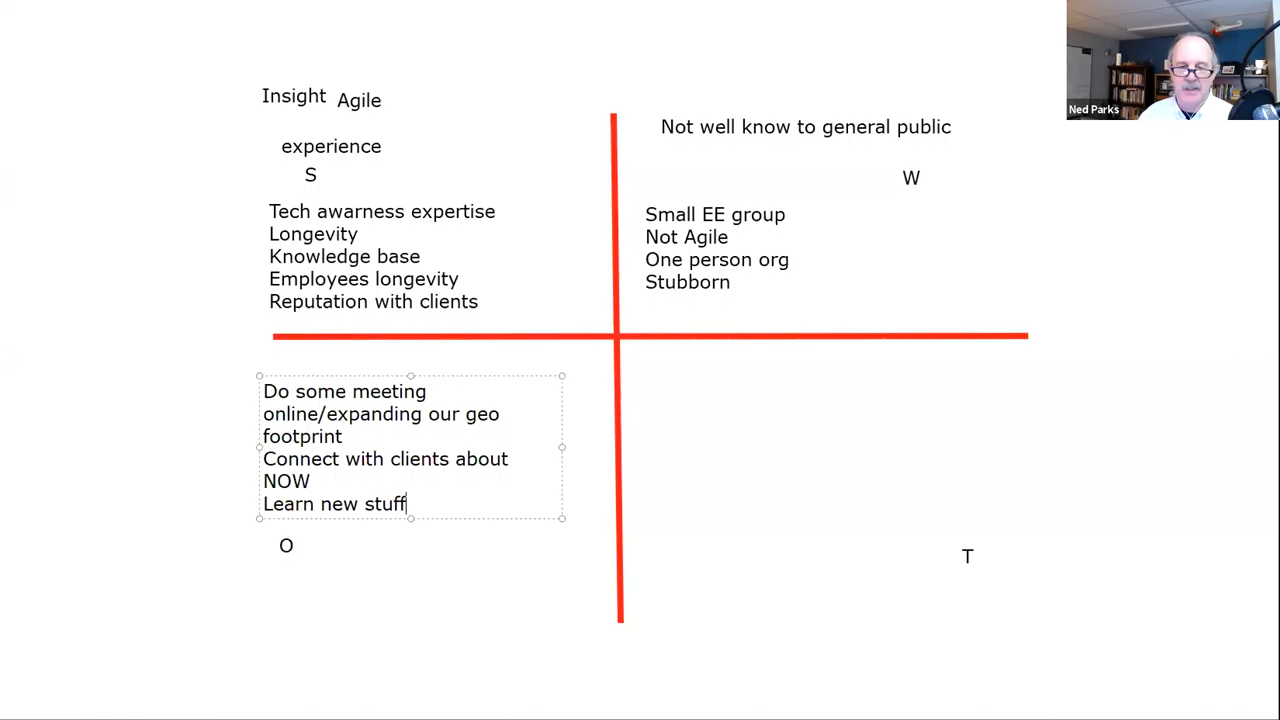 Insight Agile
experience
S
Tech awarness expertise
Longevity
Knowledge base
Employees longevity
Reputation with clients
Not well know to general public
W
Small EE group
Not Agile
One person org
Stubborn
Do some meeting
online/expanding our geo
footprint
Connect with clients about
NOW
Learn new stuff
O
T
Ned Parks